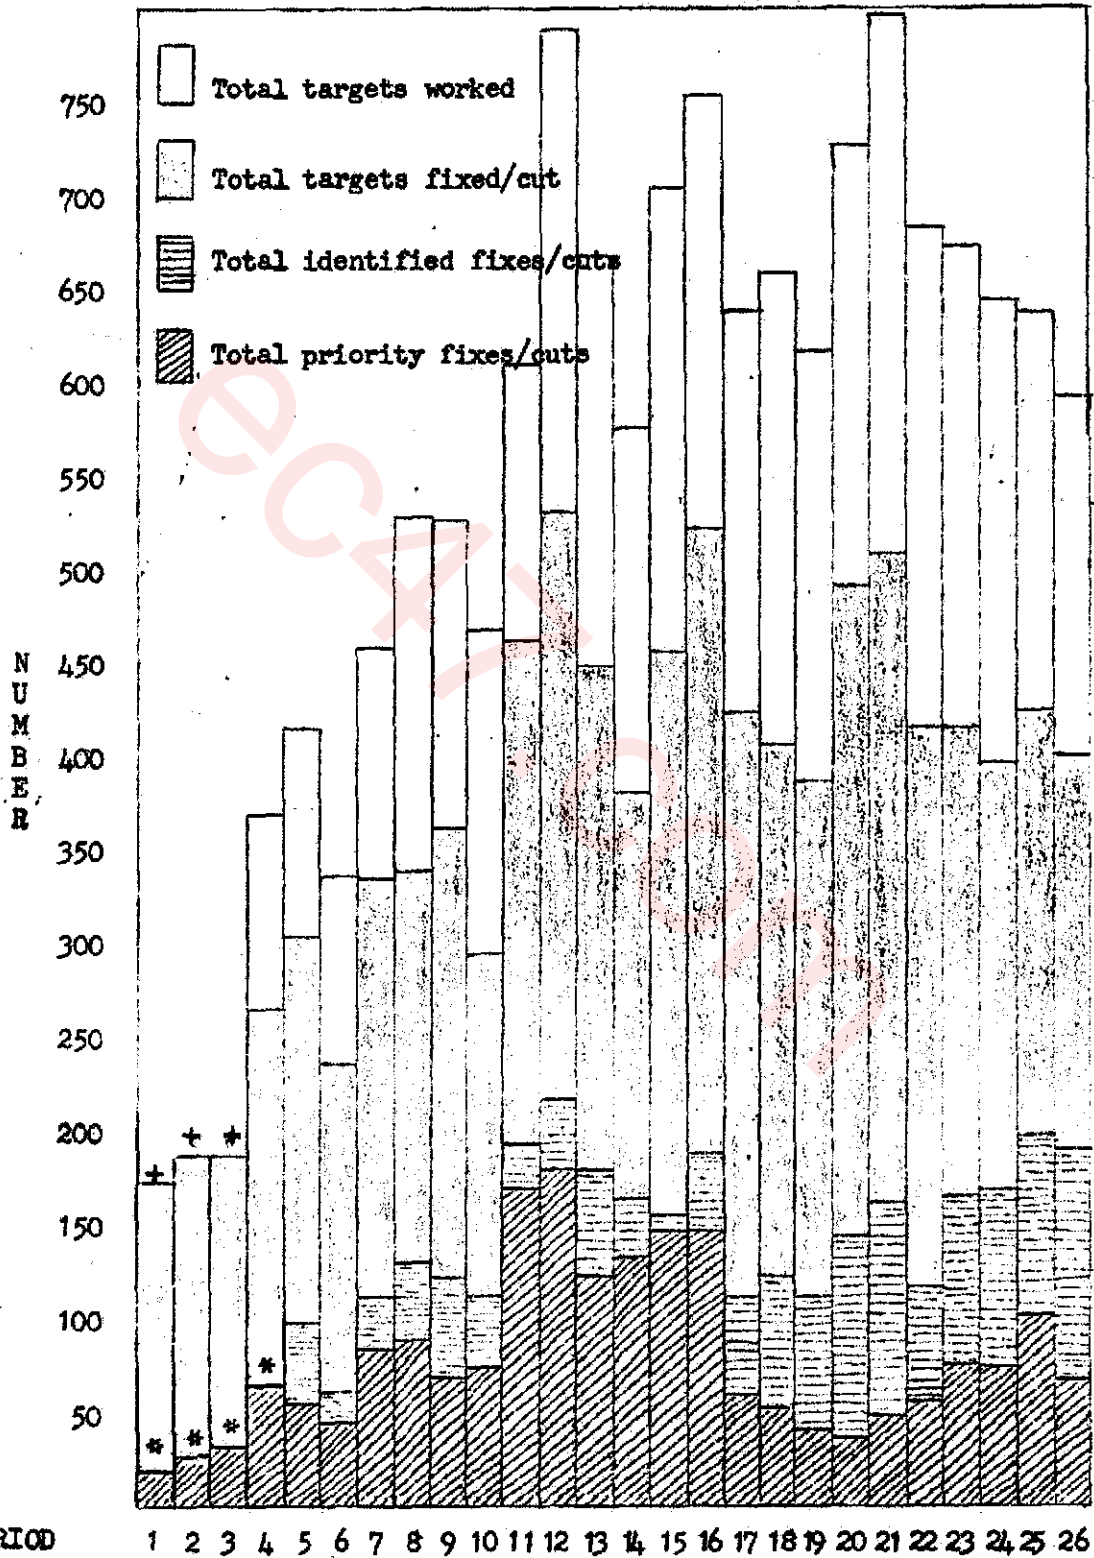 Total targets worked
Total targets fixed/cut
Total identified fixes/cuts
Total priority fixes/cuts
750
700
650
600
550
500
450
400
350
300
250
200
150
100
50
NUMBER
+ + +
* * * *
RIOD 1 2 3 4 5 6 7 8 9 10 11 12 13 14 15 16 17 18 19 20 21 22 23 24 25 26
ec47.com